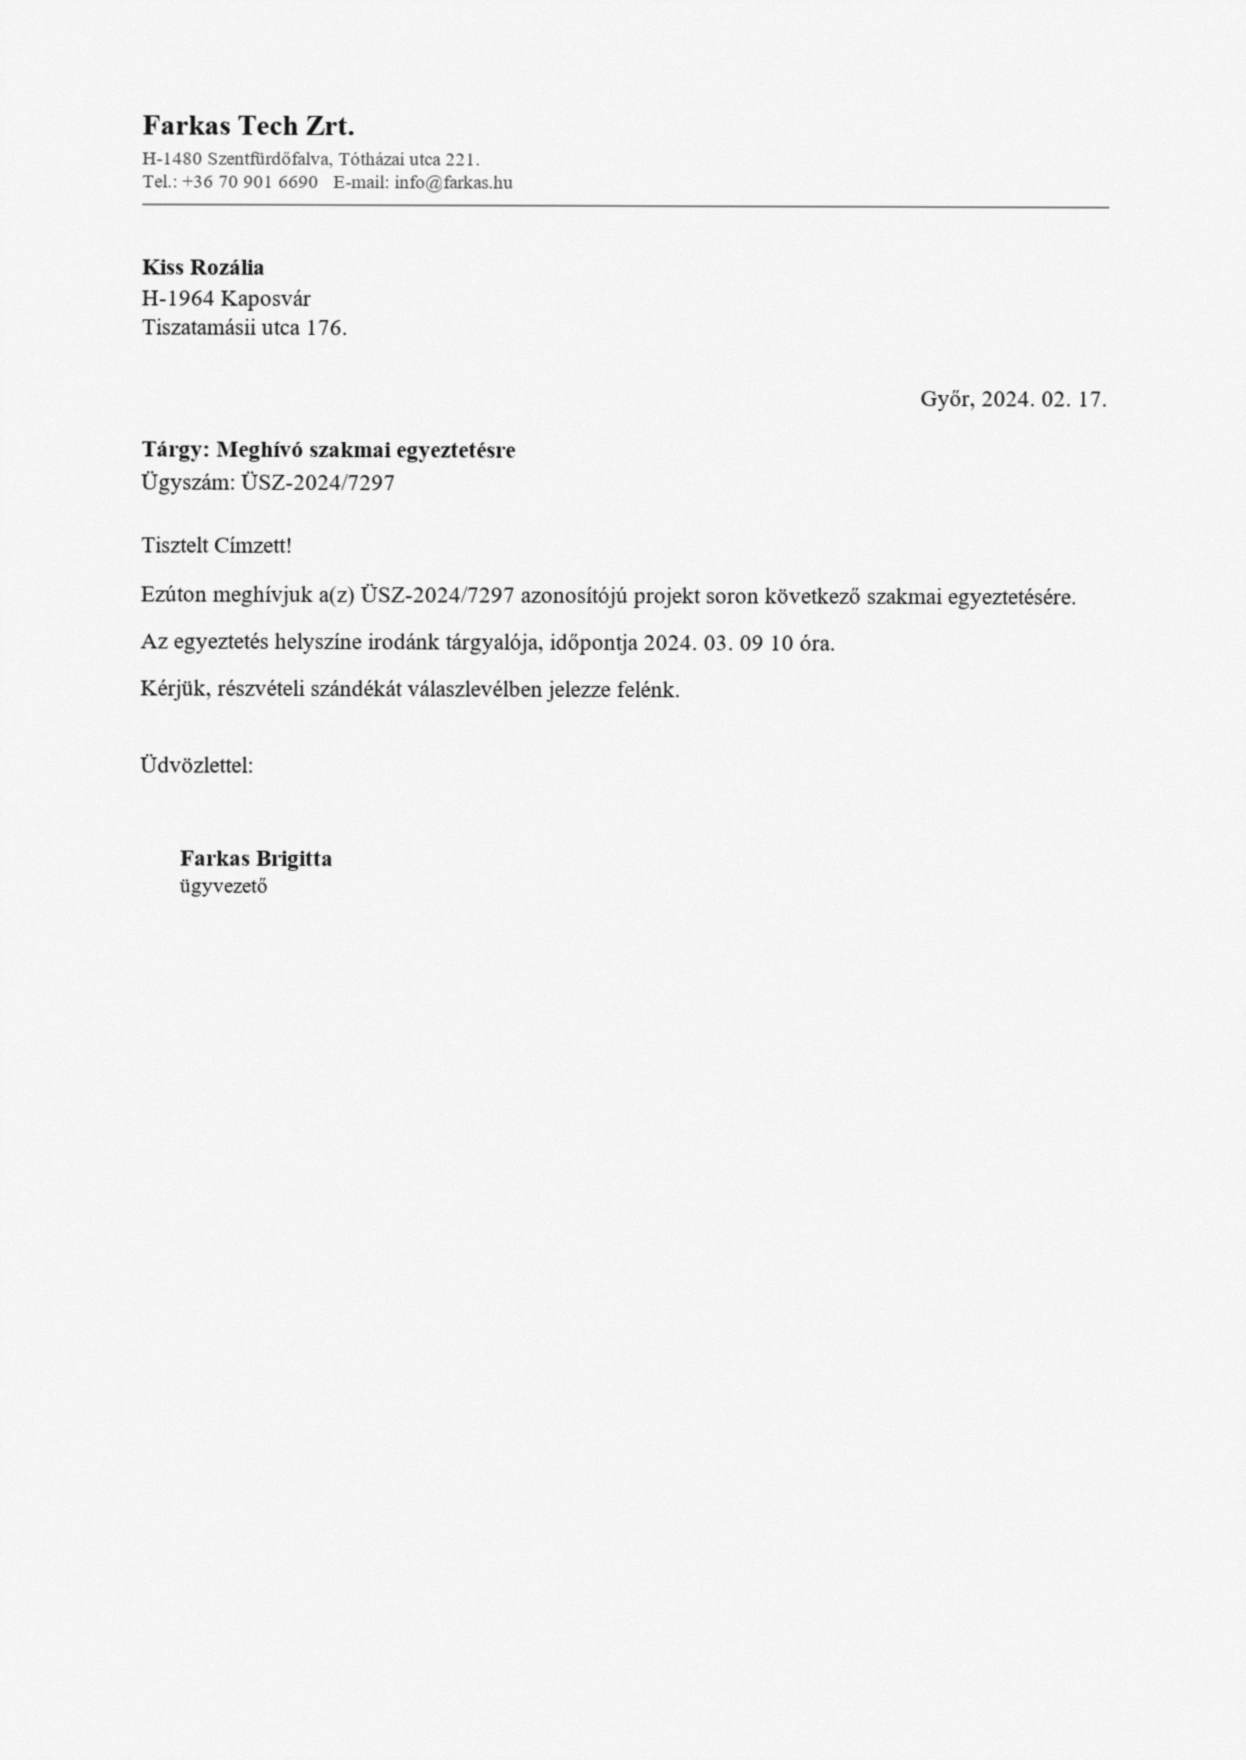 Farkas Tech Zrt.
H-1480 Szentfürdőfalva, Tótházai utca 221.
Tel.: +36 70 901 6690   E-mail: info@farkas.hu
Kiss Rozália
H-1964 Kaposvár
Tiszatamásii utca 176.
Győr, 2024. 02. 17.
Tárgy: Meghívó szakmai egyeztetésre
Ügyszám: ÜSZ-2024/7297
Tisztelt Címzett!
Ezúton meghívjuk a(z) ÜSZ-2024/7297 azonosítójú projekt soron következő szakmai egyeztetésére.
Az egyeztetés helyszíne irodánk tárgyalója, időpontja 2024. 03. 09 10 óra.
Kérjük, részvételi szándékát válaszlevélben jelezze felénk.
Üdvözlettel:
Farkas Brigitta
ügyvezető